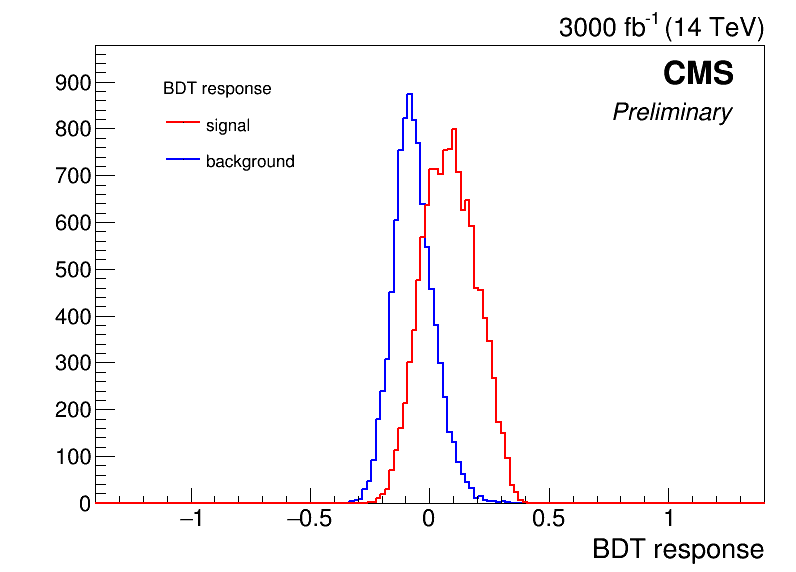 3000 fb⁻¹ (14 TeV)
CMS
Preliminary
BDT response
signal
background
900
800
700
600
500
400
300
200
100
0
−1 −0.5 0 0.5 1
BDT response